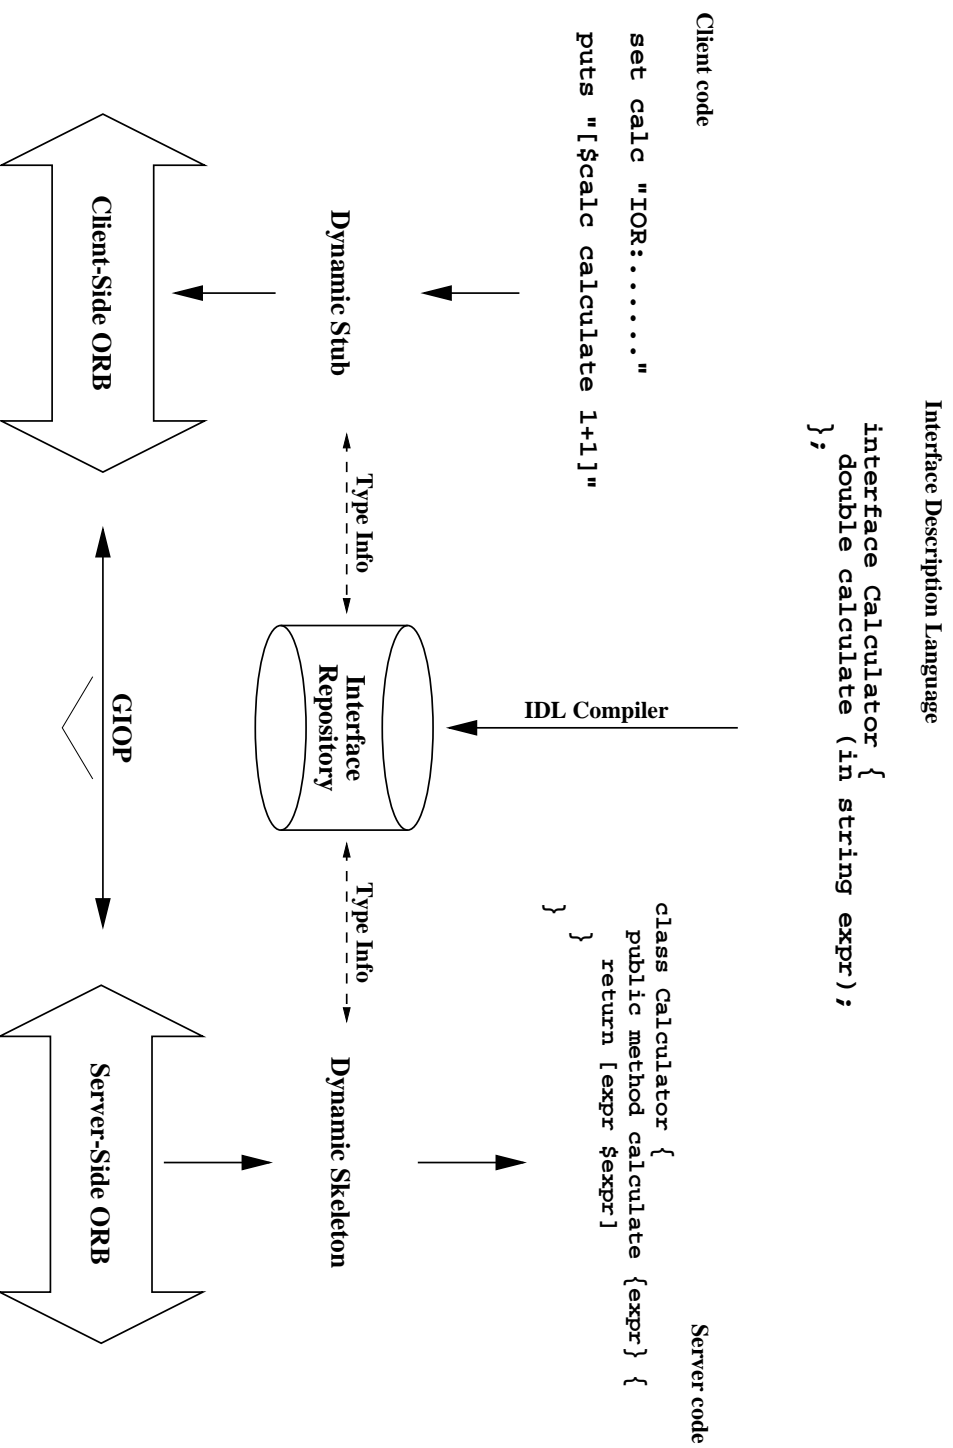 Interface Description Language
interface Calculator {
double calculate (in string expr);
};
Client code
set calc "IOR:......."
puts "[$calc calculate 1+1]"
Server code
class Calculator {
public method calculate {expr} {
return [expr $expr]
}
}
IDL Compiler
Dynamic Stub
Type Info
Interface
Repository
Type Info
Dynamic Skeleton
Client-Side ORB
GIOP
Server-Side ORB